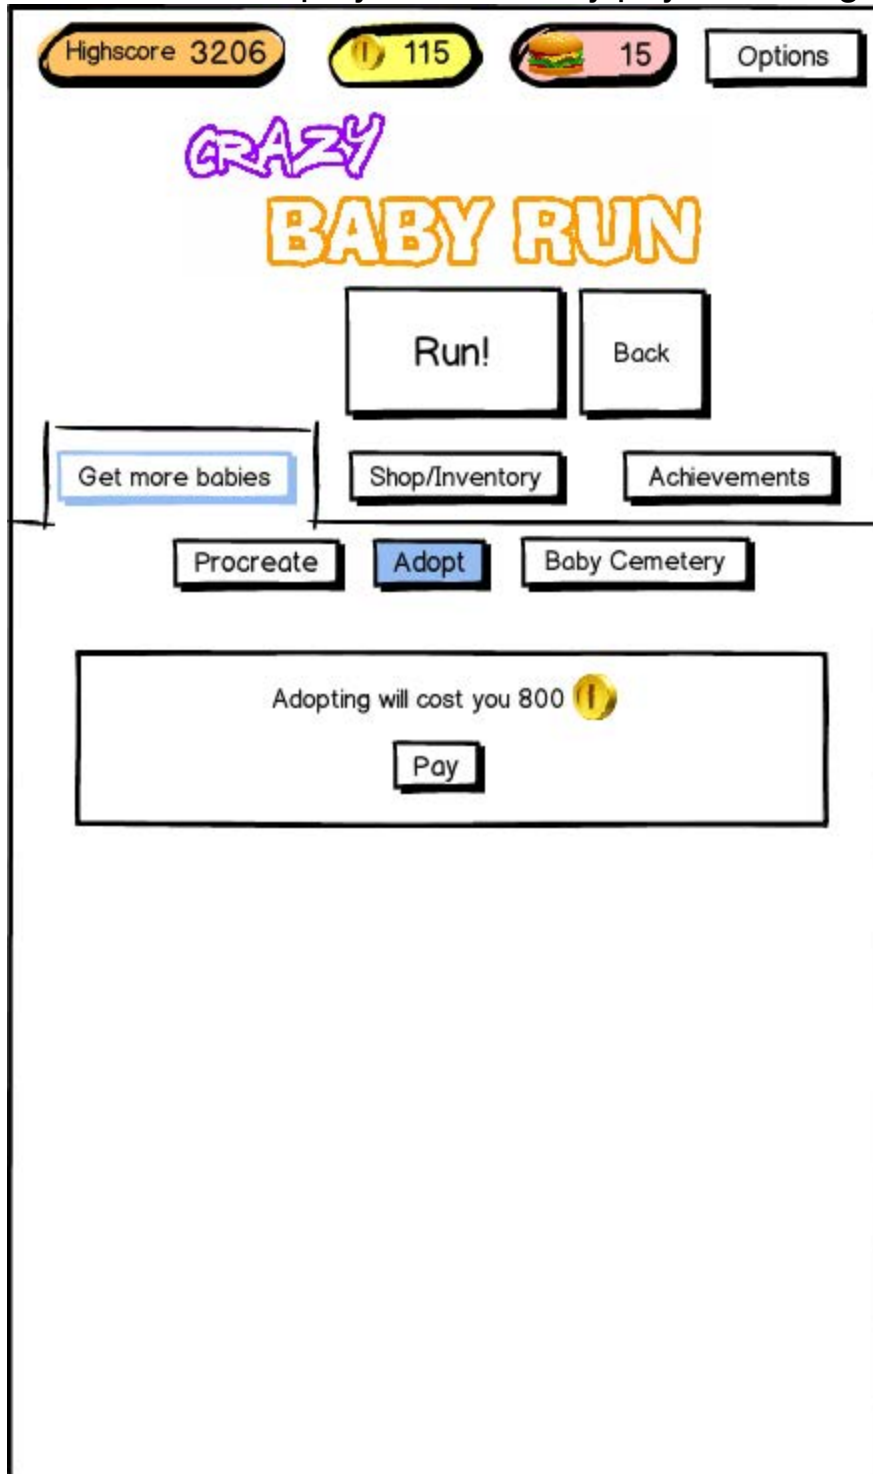 Highscore 3206 115 15 Options
CRAZY
BABY RUN
Run! Back
Get more babies Shop/Inventory Achievements
Procreate Adopt Baby Cemetery
Adopting will cost you 800
Pay